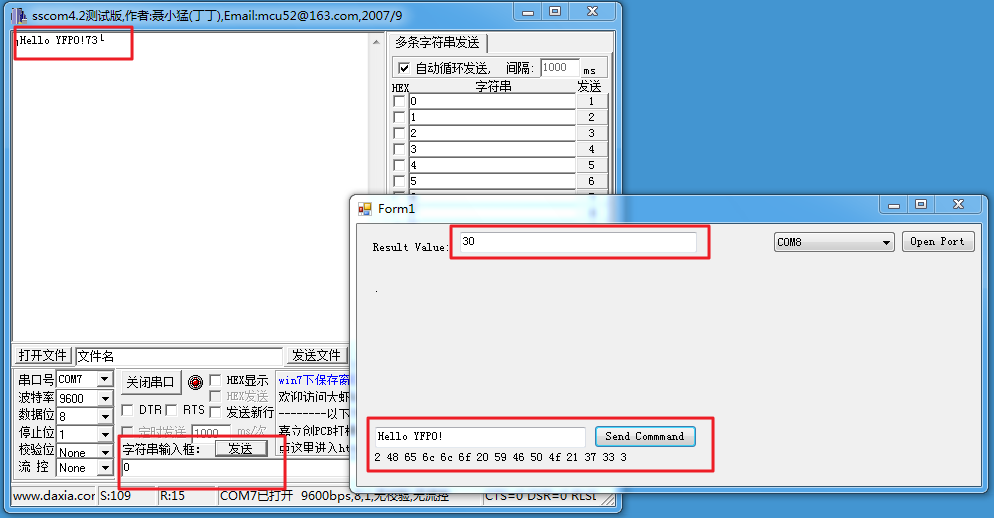 sscom4.2测试版,作者:聂小猛(丁丁),Email:mcu52@163.com,2007/9
┐Hello YFPO!73└
多条字符串发送
自动循环发送, 间隔: 1000 ms
HEX 字符串 发送
0 1
1 2
2 3
3 4
4 5
5 6
打开文件 文件名 发送文件
串口号 COM7
关闭串口
HEX显示
波特率 9600
HEX发送
数据位 8
DTR RTS 发送新行
停止位 1
定时发送 1000 ms/次
校验位 None
字符串输入框: 发送
流 控 None
0
win7下保存窗
欢迎访问大虾
--------以下
嘉立创PCB打样
点这里进入ht
www.daxia.cor S:109 R:15 COM7已打开 9600bps,8,1,无校验,无流控 CTS=0 DSR=0 RLSD
Form1
Result Value: 30 COM8 Open Port
.
Hello YFPO! Send Commmand
2 48 65 6c 6c 6f 20 59 46 50 4f 21 37 33 3